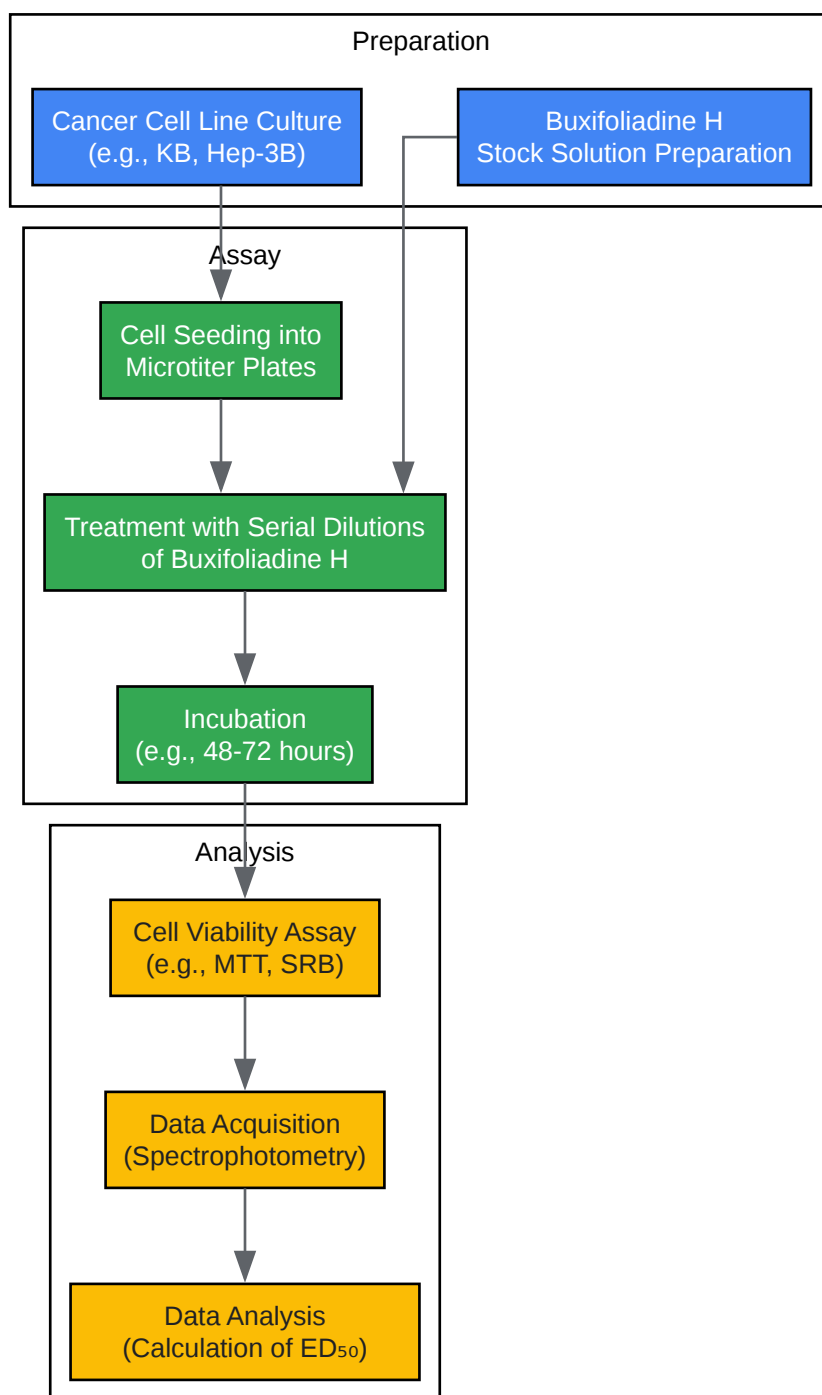 Preparation
Cancer Cell Line Culture
(e.g., KB, Hep-3B)
Buxifoliadine H
Stock Solution Preparation
Assay
Cell Seeding into
Microtiter Plates
Treatment with Serial Dilutions
of Buxifoliadine H
Incubation
(e.g., 48-72 hours)
Analysis
Cell Viability Assay
(e.g., MTT, SRB)
Data Acquisition
(Spectrophotometry)
Data Analysis
(Calculation of ED₅₀)